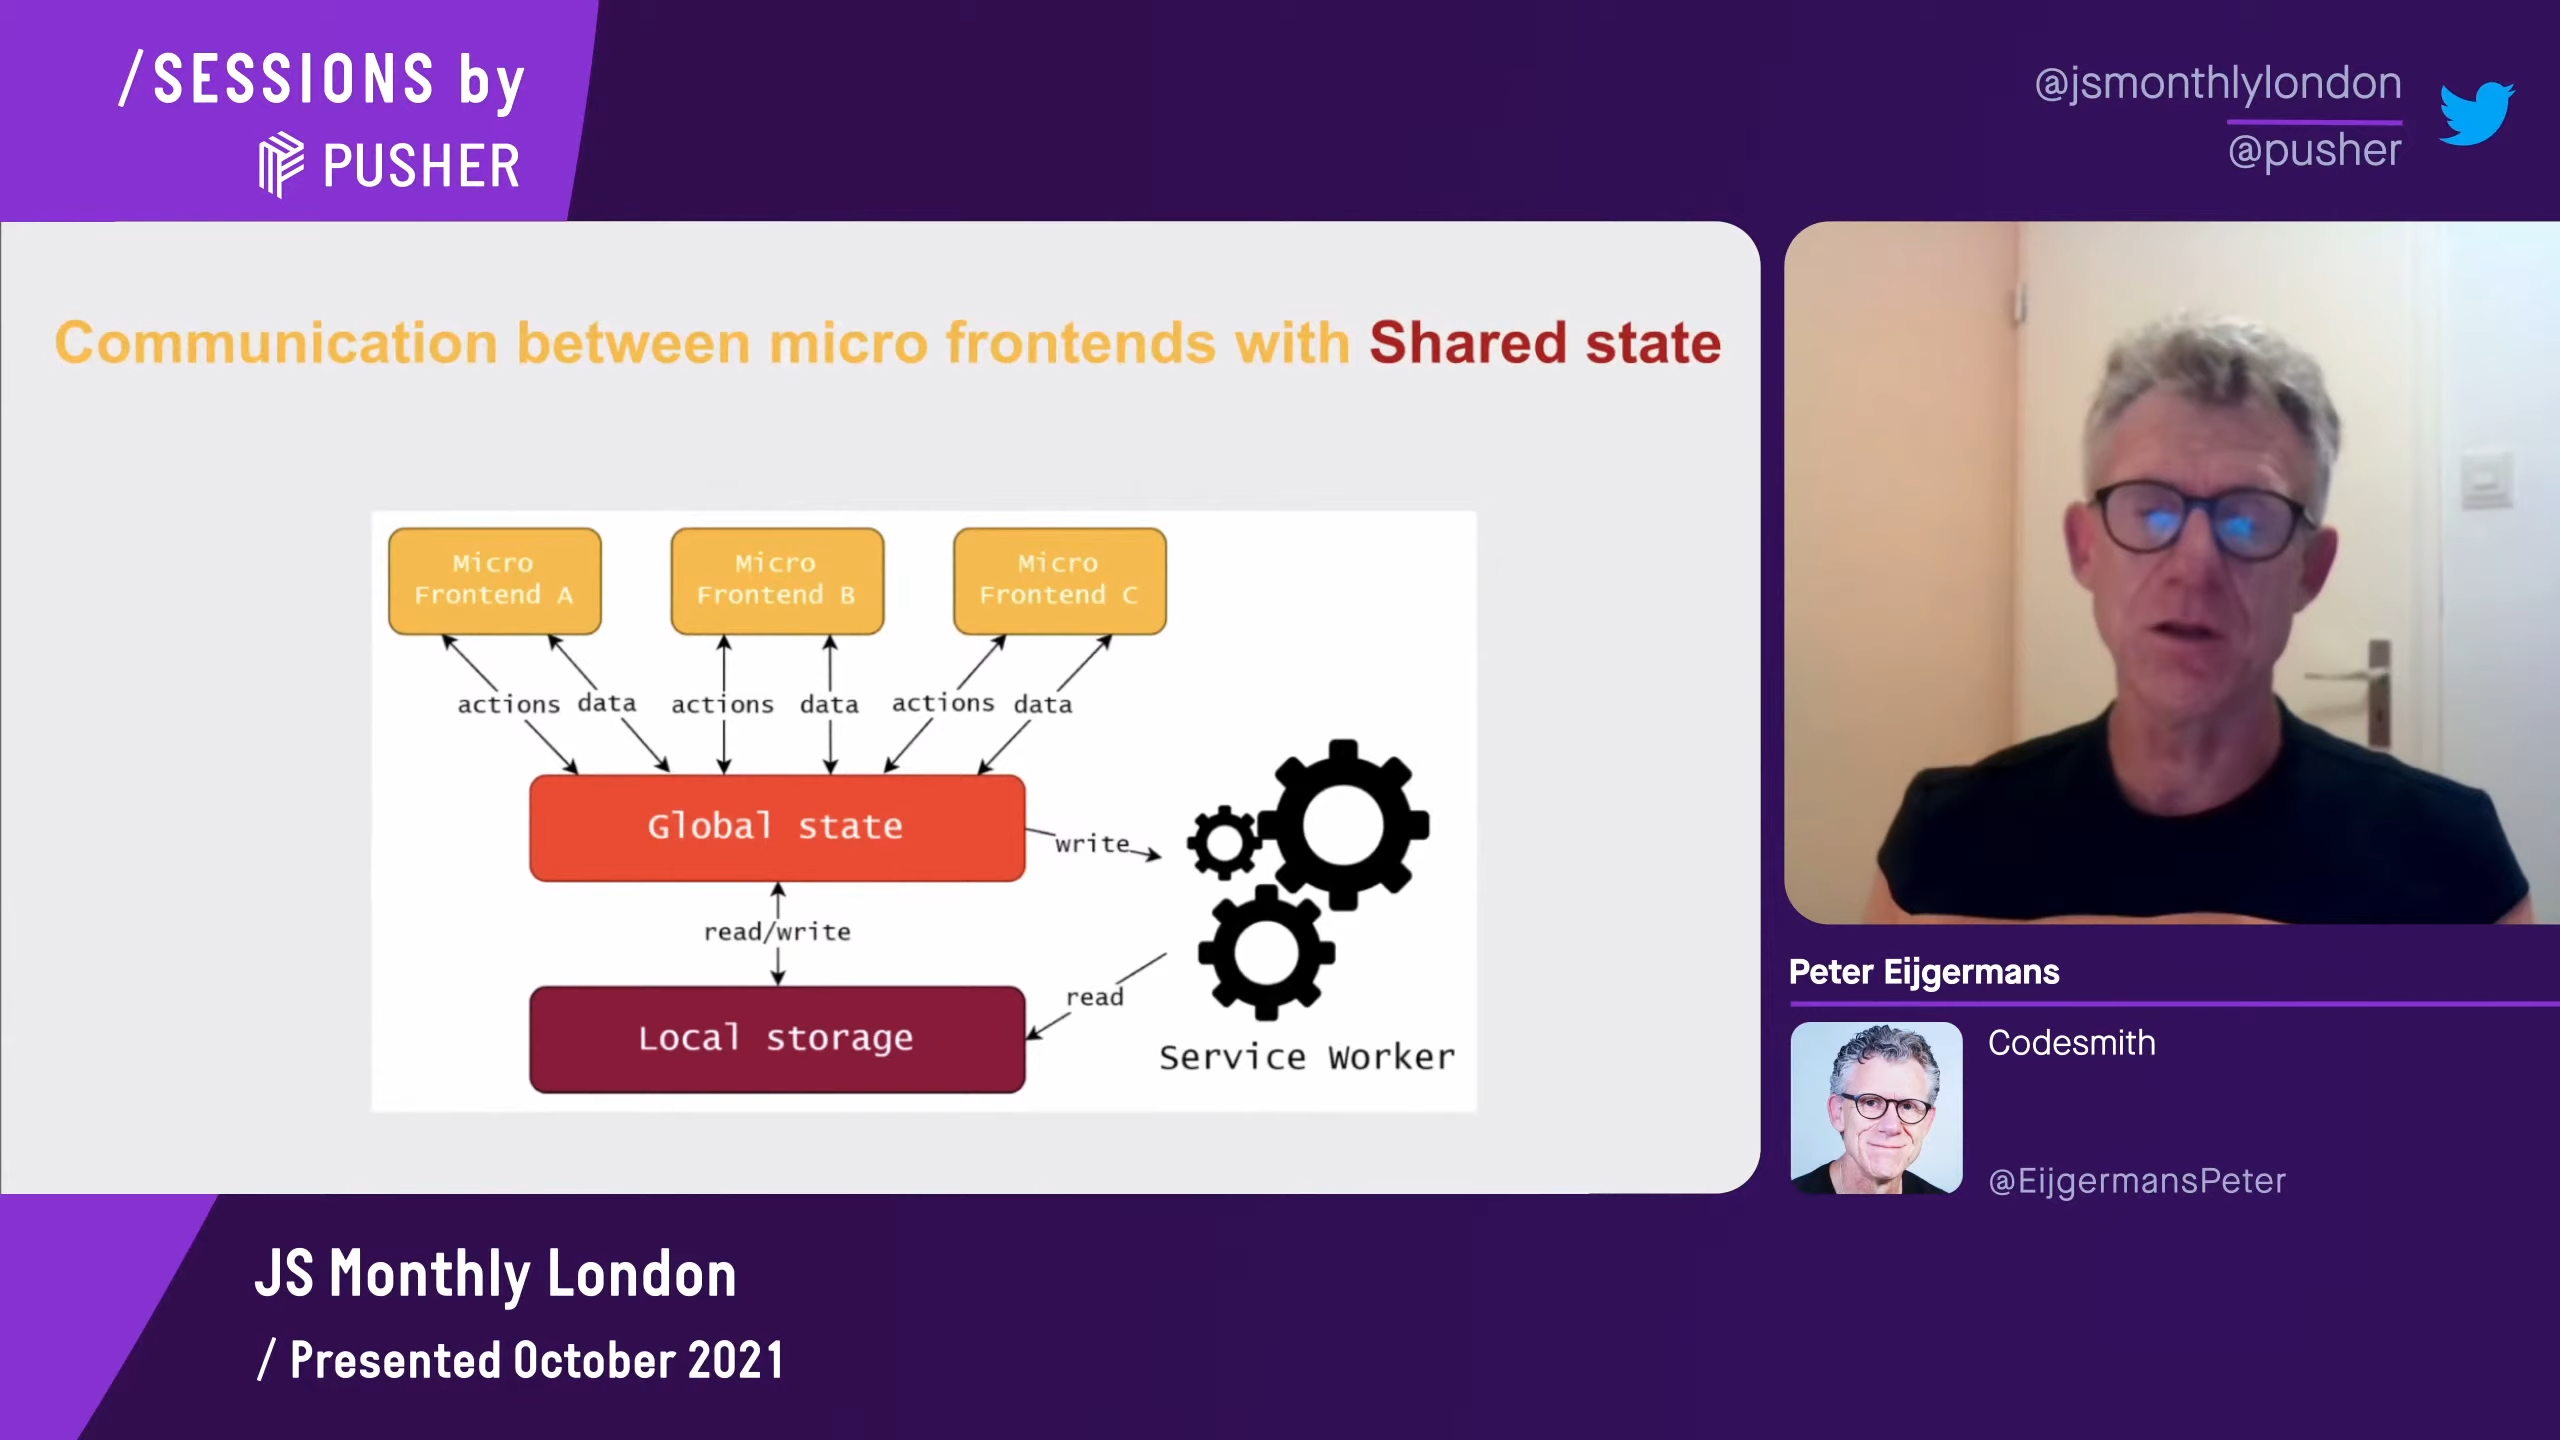 /SESSIONS by
PUSHER
@jsmonthlylondon
@pusher
Communication between micro frontends with Shared state
Micro
Frontend A
Micro
Frontend B
Micro
Frontend C
actions data actions data actions data
Global state
write
read/write
read
Local storage
Service Worker
Peter Eijgermans
Codesmith
@EijgermansPeter
JS Monthly London
/ Presented October 2021